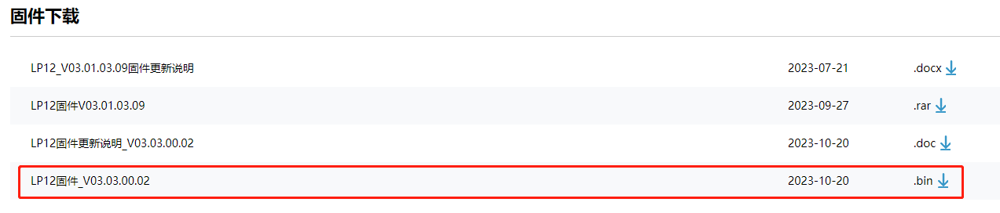 固件下载
LP12_V03.01.03.09固件更新说明 2023-07-21 .docx
LP12固件V03.01.03.09 2023-09-27 .rar
LP12固件更新说明_V03.03.00.02 2023-10-20 .doc
LP12固件_V03.03.00.02 2023-10-20 .bin